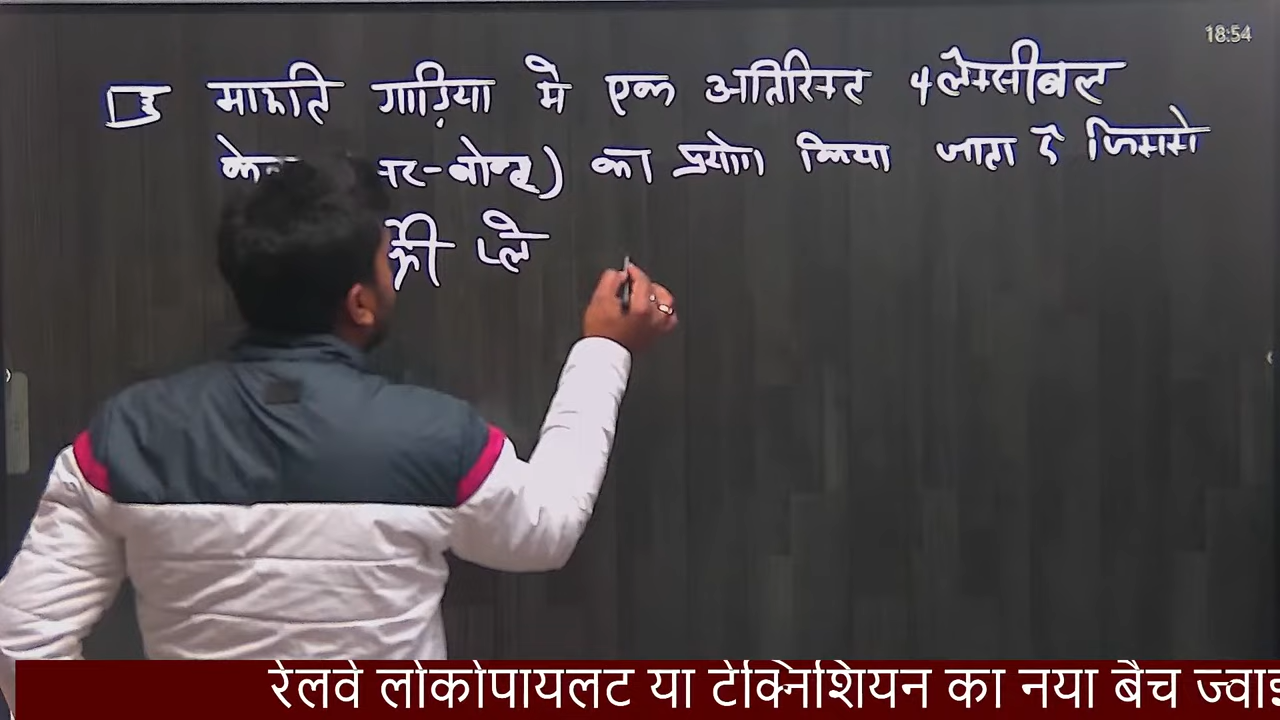 18:54
मारुति गाड़िया मे एक अतिरिक्त फ्लेक्सीबल
का प्रयोग किया जाता है जिससे
की प्ले
रेलवे लोकोपायलट या टेक्निशियन का नया बैच ज्वाइ